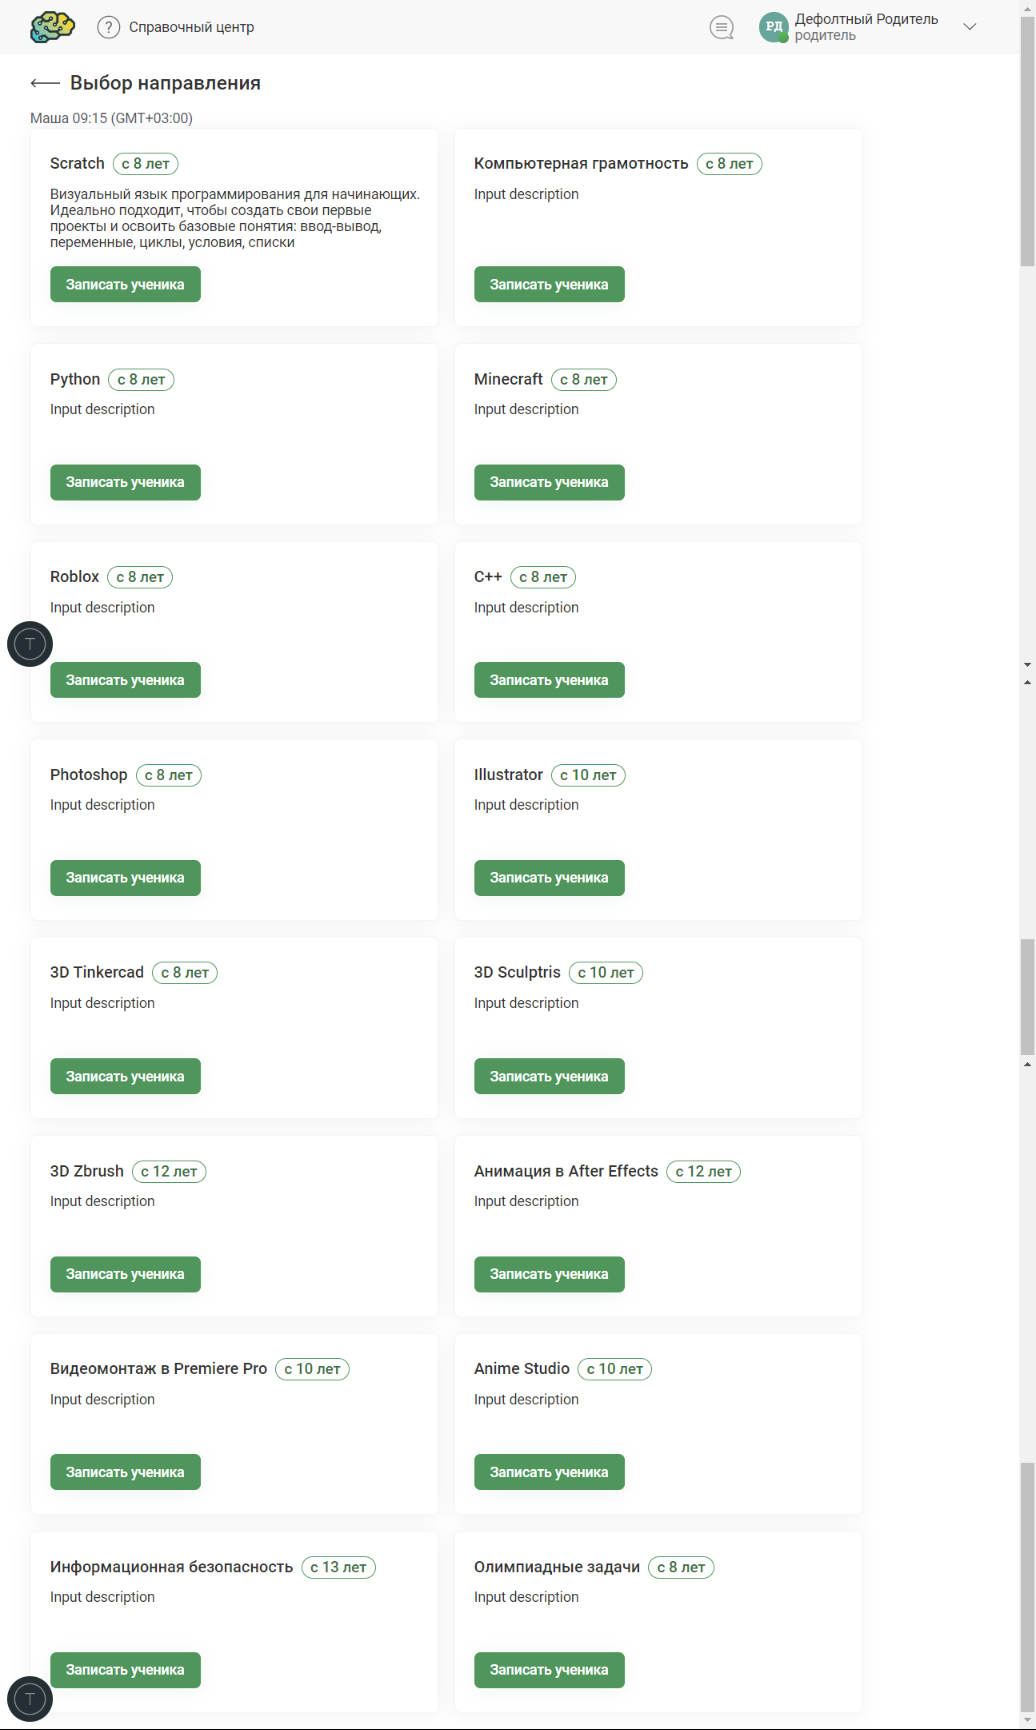 ? Справочный центр
РД Дефолтный Родитель
родитель
Выбор направления
Маша 09:15 (GMT+03:00)
Scratch с 8 лет
Визуальный язык программирования для начинающих.
Идеально подходит, чтобы создать свои первые
проекты и освоить базовые понятия: ввод-вывод,
переменные, циклы, условия, списки
Записать ученика
Компьютерная грамотность с 8 лет
Input description
Записать ученика
Python с 8 лет
Input description
Записать ученика
Minecraft с 8 лет
Input description
Записать ученика
Roblox с 8 лет
Input description
T
Записать ученика
C++ с 8 лет
Input description
Записать ученика
Photoshop с 8 лет
Input description
Записать ученика
Illustrator с 10 лет
Input description
Записать ученика
3D Tinkercad с 8 лет
Input description
Записать ученика
3D Sculptris с 10 лет
Input description
Записать ученика
3D Zbrush с 12 лет
Input description
Записать ученика
Анимация в After Effects с 12 лет
Input description
Записать ученика
Видеомонтаж в Premiere Pro с 10 лет
Input description
Записать ученика
Anime Studio с 10 лет
Input description
Записать ученика
Информационная безопасность с 13 лет
Input description
Записать ученика
T
Олимпиадные задачи с 8 лет
Input description
Записать ученика